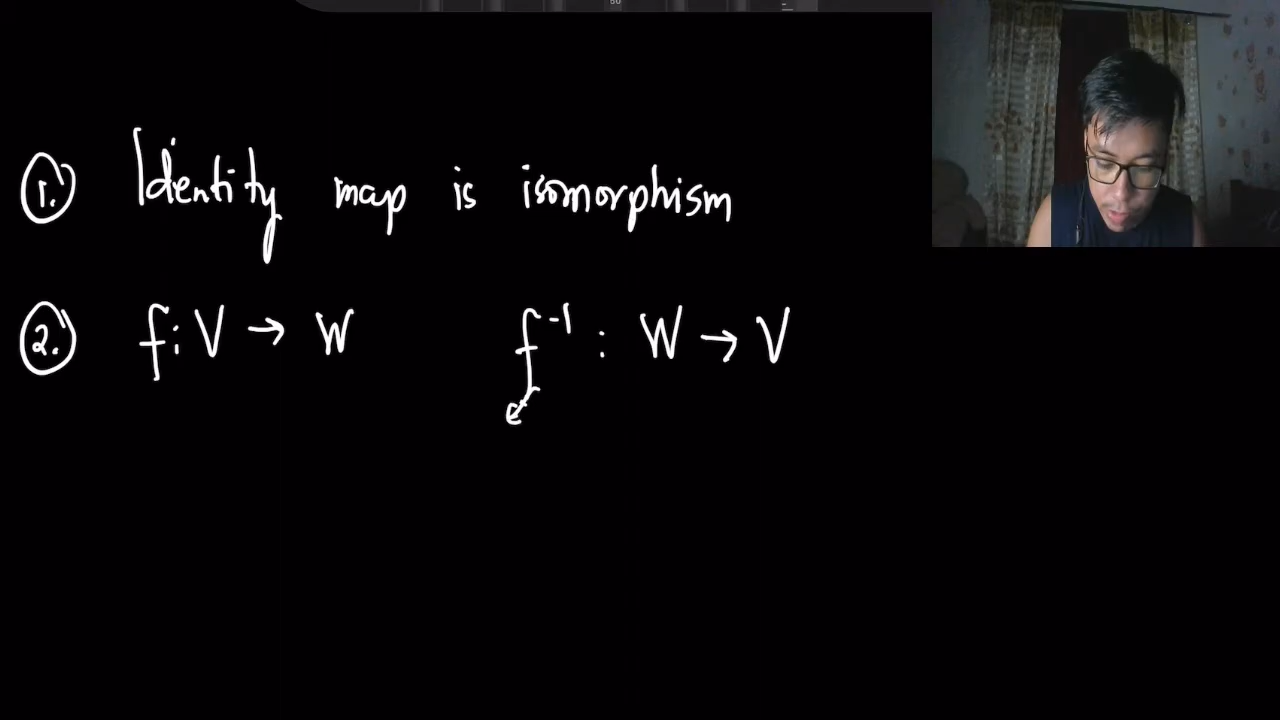 1. Identity map is isomorphism
2. f: V → W f⁻¹ : W → V